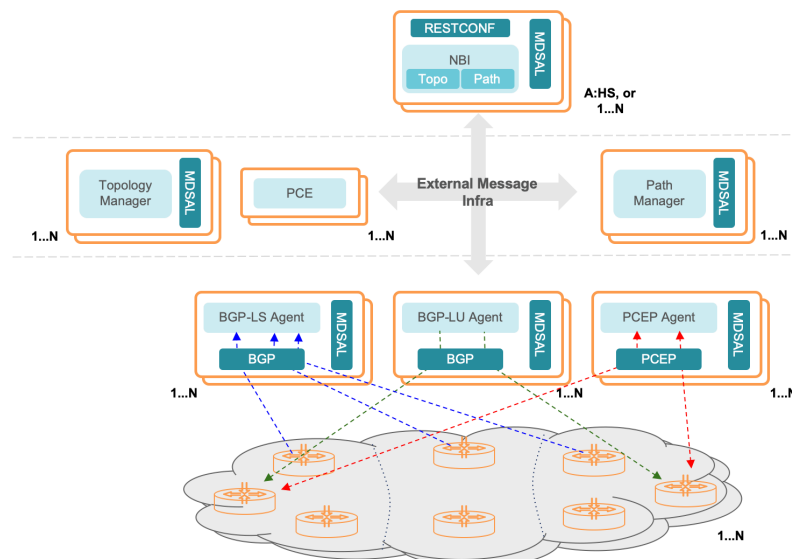 RESTCONF
NBI
Topo
Path
MDSAL
A:HS, or
1...N
Topology
Manager
MDSAL
1...N
PCE
1...N
External Message
Infra
Path
Manager
MDSAL
1...N
BGP-LS Agent
BGP
MDSAL
1...N
BGP-LU Agent
BGP
MDSAL
1...N
PCEP Agent
PCEP
MDSAL
1...N
1...N